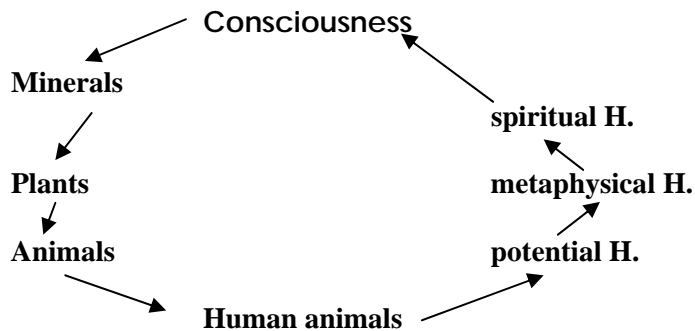 Consciousness
Minerals
spiritual H.
Plants
metaphysical H.
Animals
potential H.
Human animals